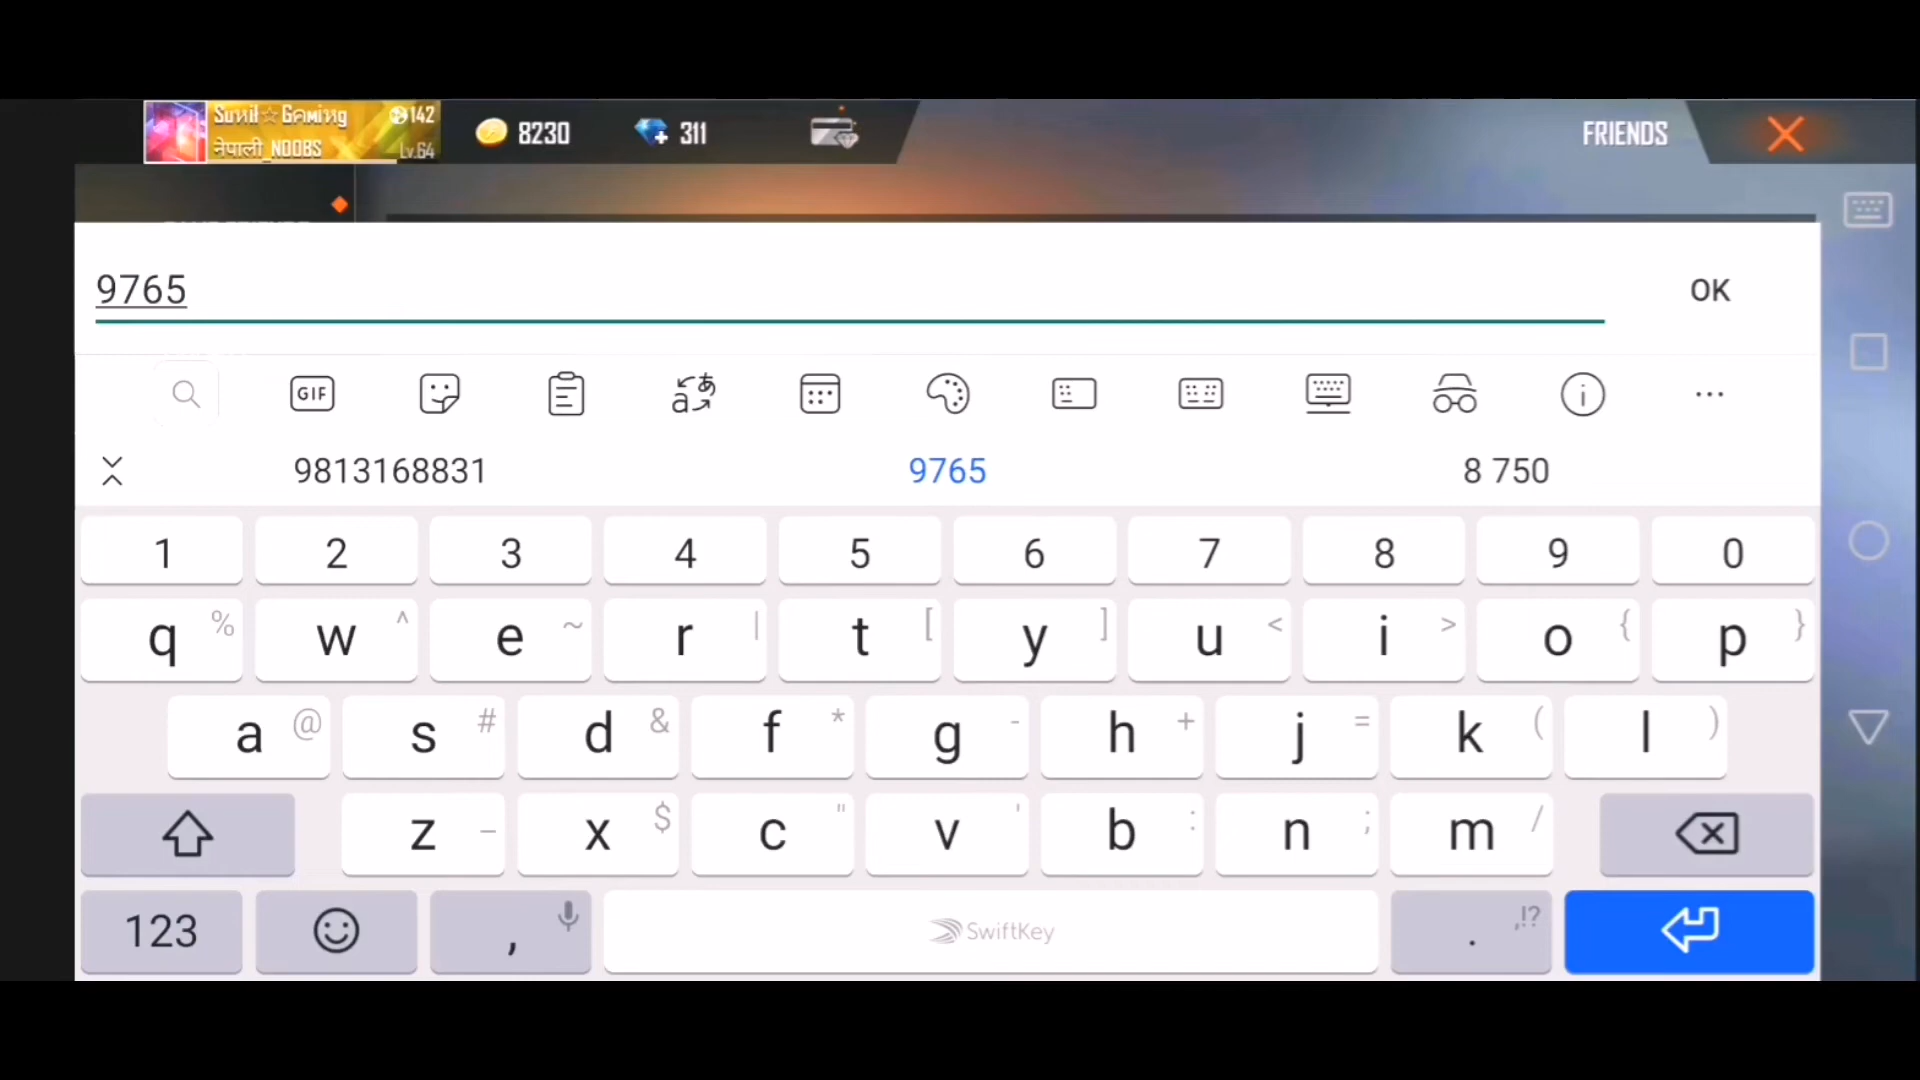 Sunil☆Gaming 142
नेपाली_NOOBS Lv.64
8230 311
FRIENDS
9765
OK
GIF
9813168831 9765 8 750
1 2 3 4 5 6 7 8 9 0
q % w ^ e ~ r | t [ y ] u < i > o { p }
a @ s # d & f * g - h + j = k ( l )
z _ x $ c " v ' b : n ; m /
123 , SwiftKey . ,!?